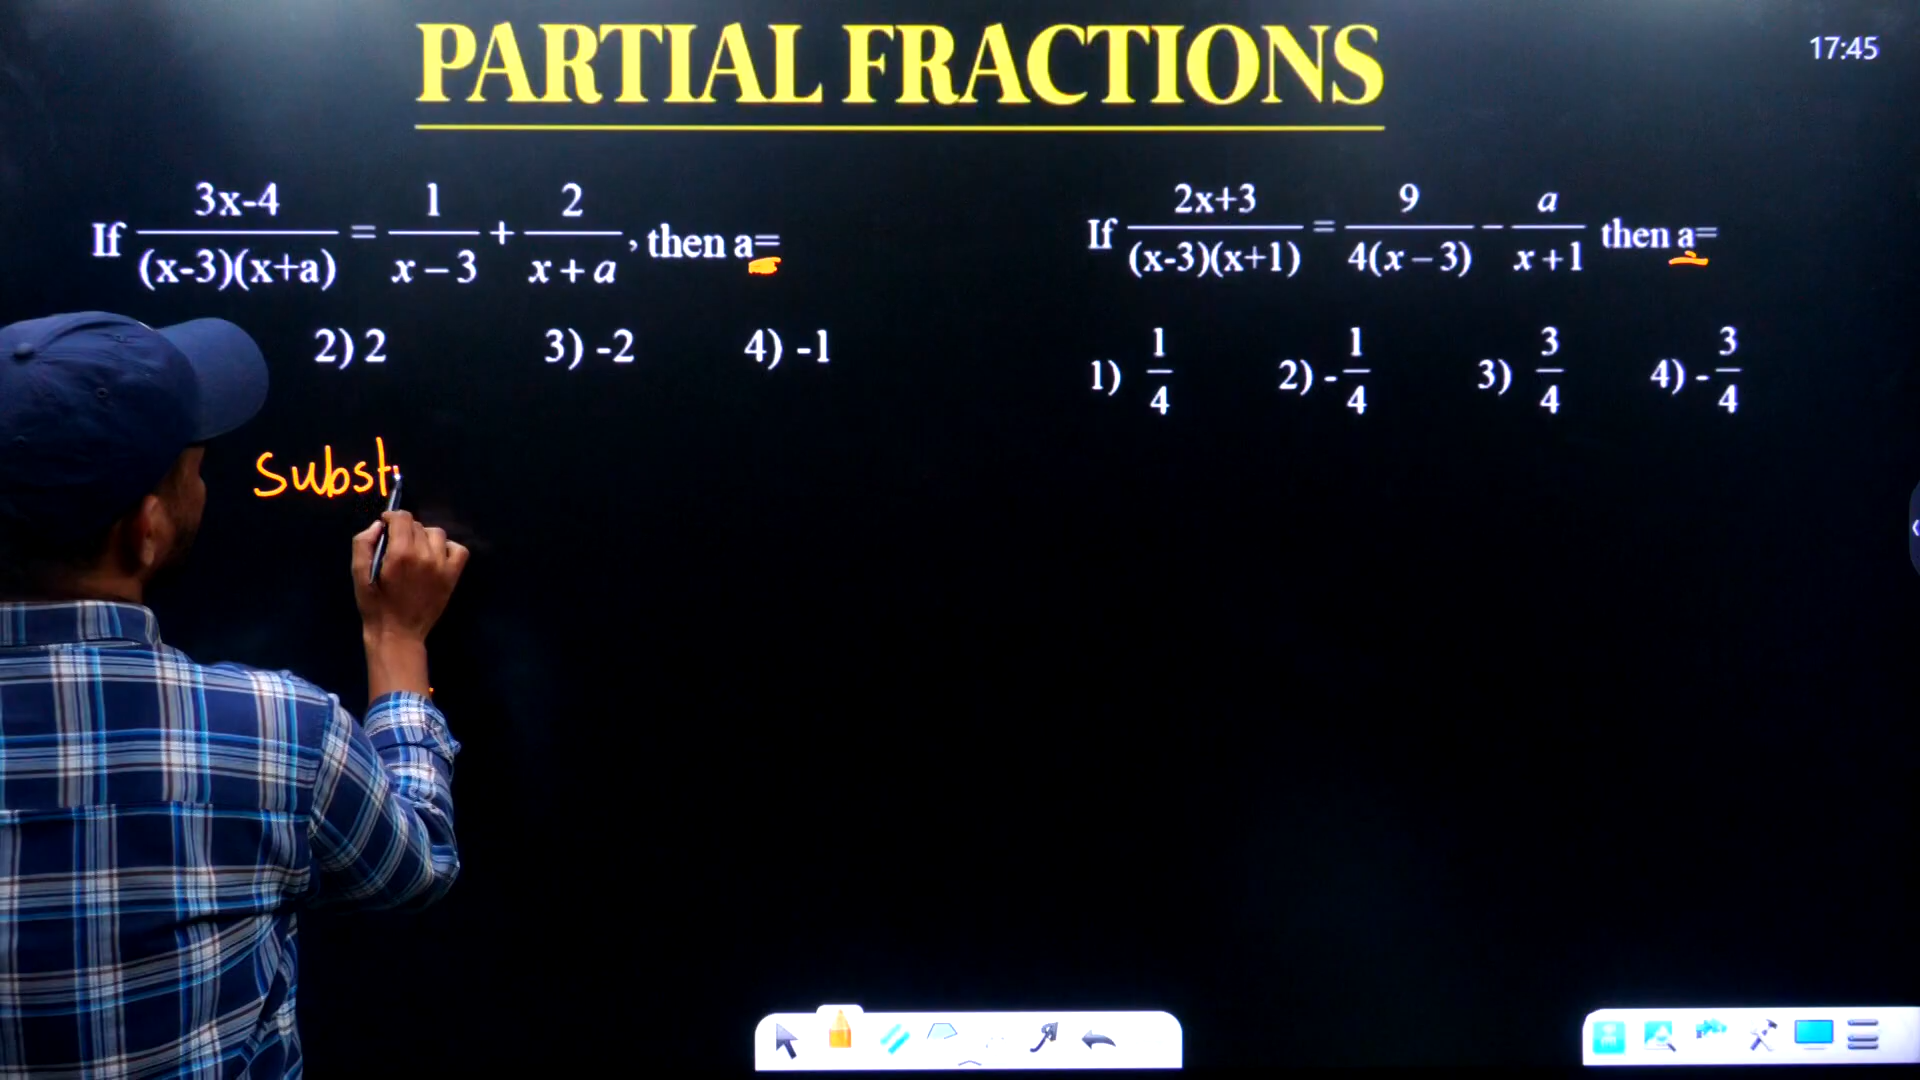 PARTIAL FRACTIONS
17:45
If (3x-4)/((x-3)(x+a)) = 1/(x-3) + 2/(x+a), then a=
2) 2 3) -2 4) -1
Subst
If (2x+3)/((x-3)(x+1)) = 9/(4(x-3)) - a/(x+1) then a=
1) 1/4 2) -1/4 3) 3/4 4) -3/4